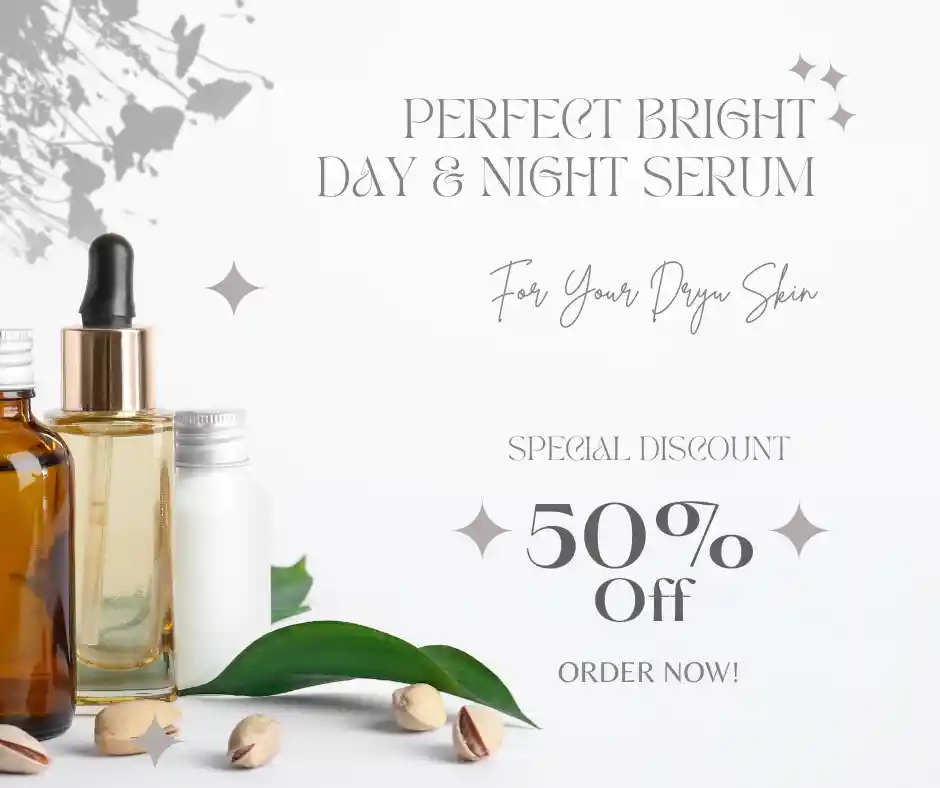 PERFECT BRIGHT
DAY & NIGHT SERUM
For Your Dryu Skin
SPECIAL DISCOUNT
50%
Off
ORDER NOW!